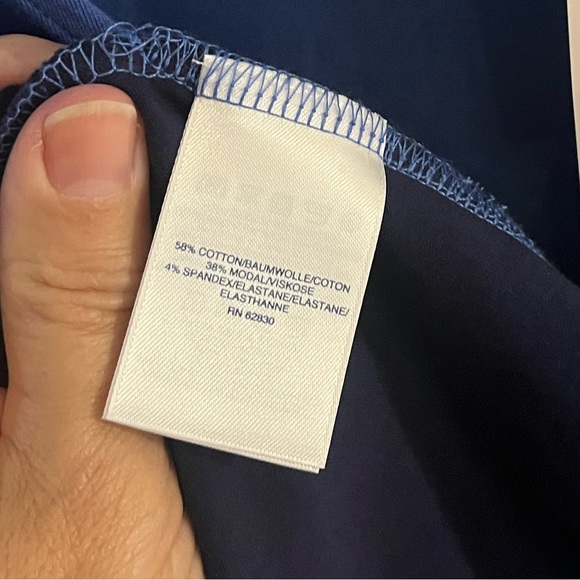 58% COTTON/BAUMWOLLE/COTON
38% MODAL/VISKOSE
4% SPANDEX/ELASTANE/ELASTANE/
ELASTHANNE
RN 62830